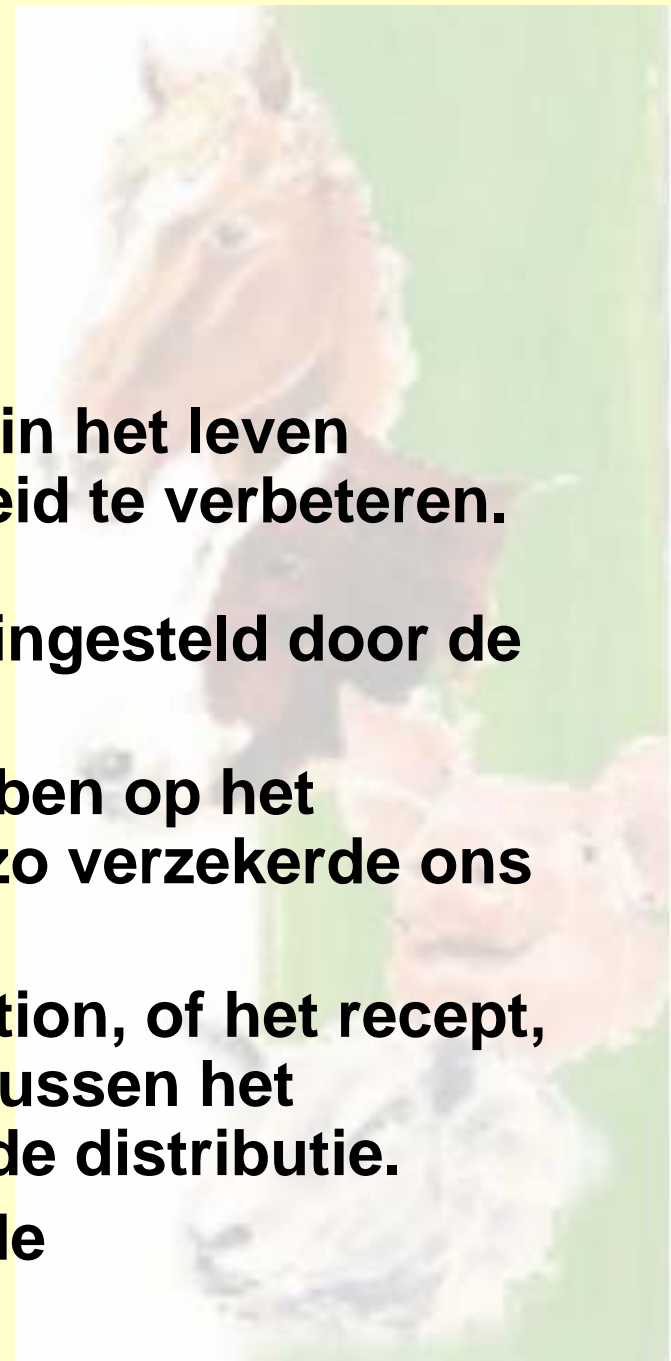 in het leven
eid te verbeteren.
ingesteld door de
ben op het
zo verzekerde ons
tion, of het recept,
ussen het
de distributie.
le